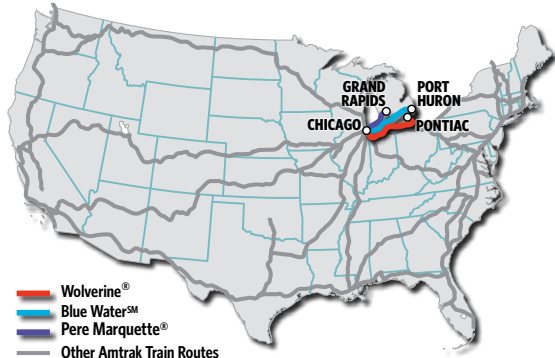 GRAND
RAPIDS
PORT
HURON
CHICAGO
PONTIAC
Wolverine®
Blue Water℠
Pere Marquette®
Other Amtrak Train Routes